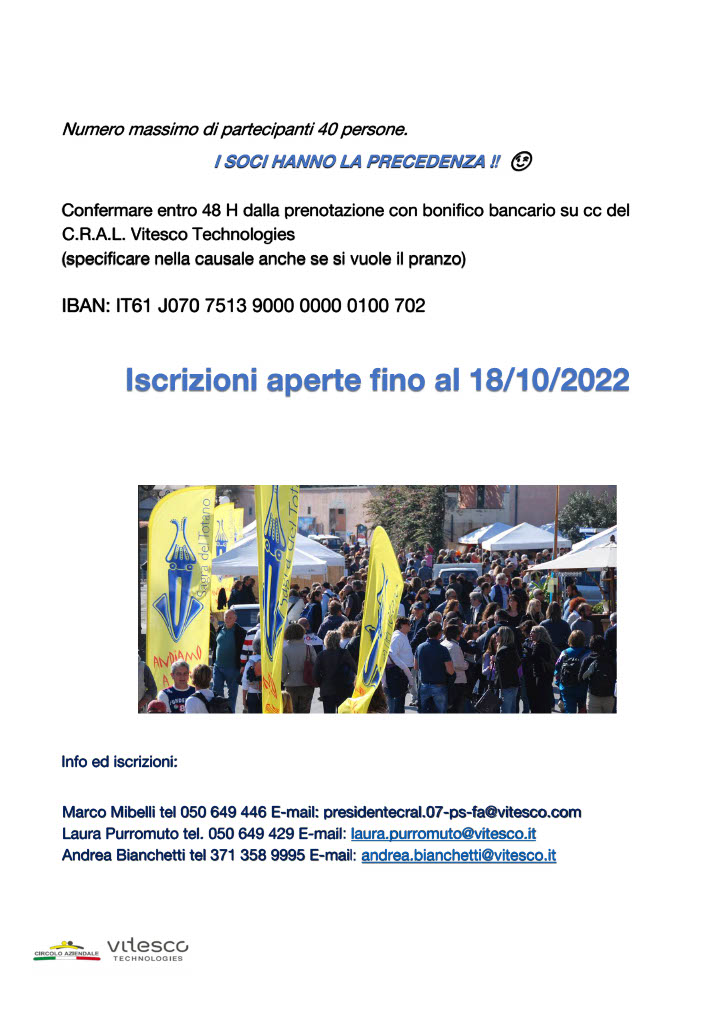 Numero massimo di partecipanti 40 persone.
I SOCI HANNO LA PRECEDENZA !! 😉
Confermare entro 48 H dalla prenotazione con bonifico bancario su cc del
C.R.A.L. Vitesco Technologies
(specificare nella causale anche se si vuole il pranzo)
IBAN: IT61 J070 7513 9000 0000 0100 702
Iscrizioni aperte fino al 18/10/2022
Sagra del Totano
ANDIAMO
A
Sagra del Tot
Info ed iscrizioni:
Marco Mibelli tel 050 649 446 E-mail: presidentecral.07-ps-fa@vitesco.com
Laura Purromuto tel. 050 649 429 E-mail: laura.purromuto@vitesco.it
Andrea Bianchetti tel 371 358 9995 E-mail: andrea.bianchetti@vitesco.it
CIRCOLO AZIENDALE
vitesco
TECHNOLOGIES